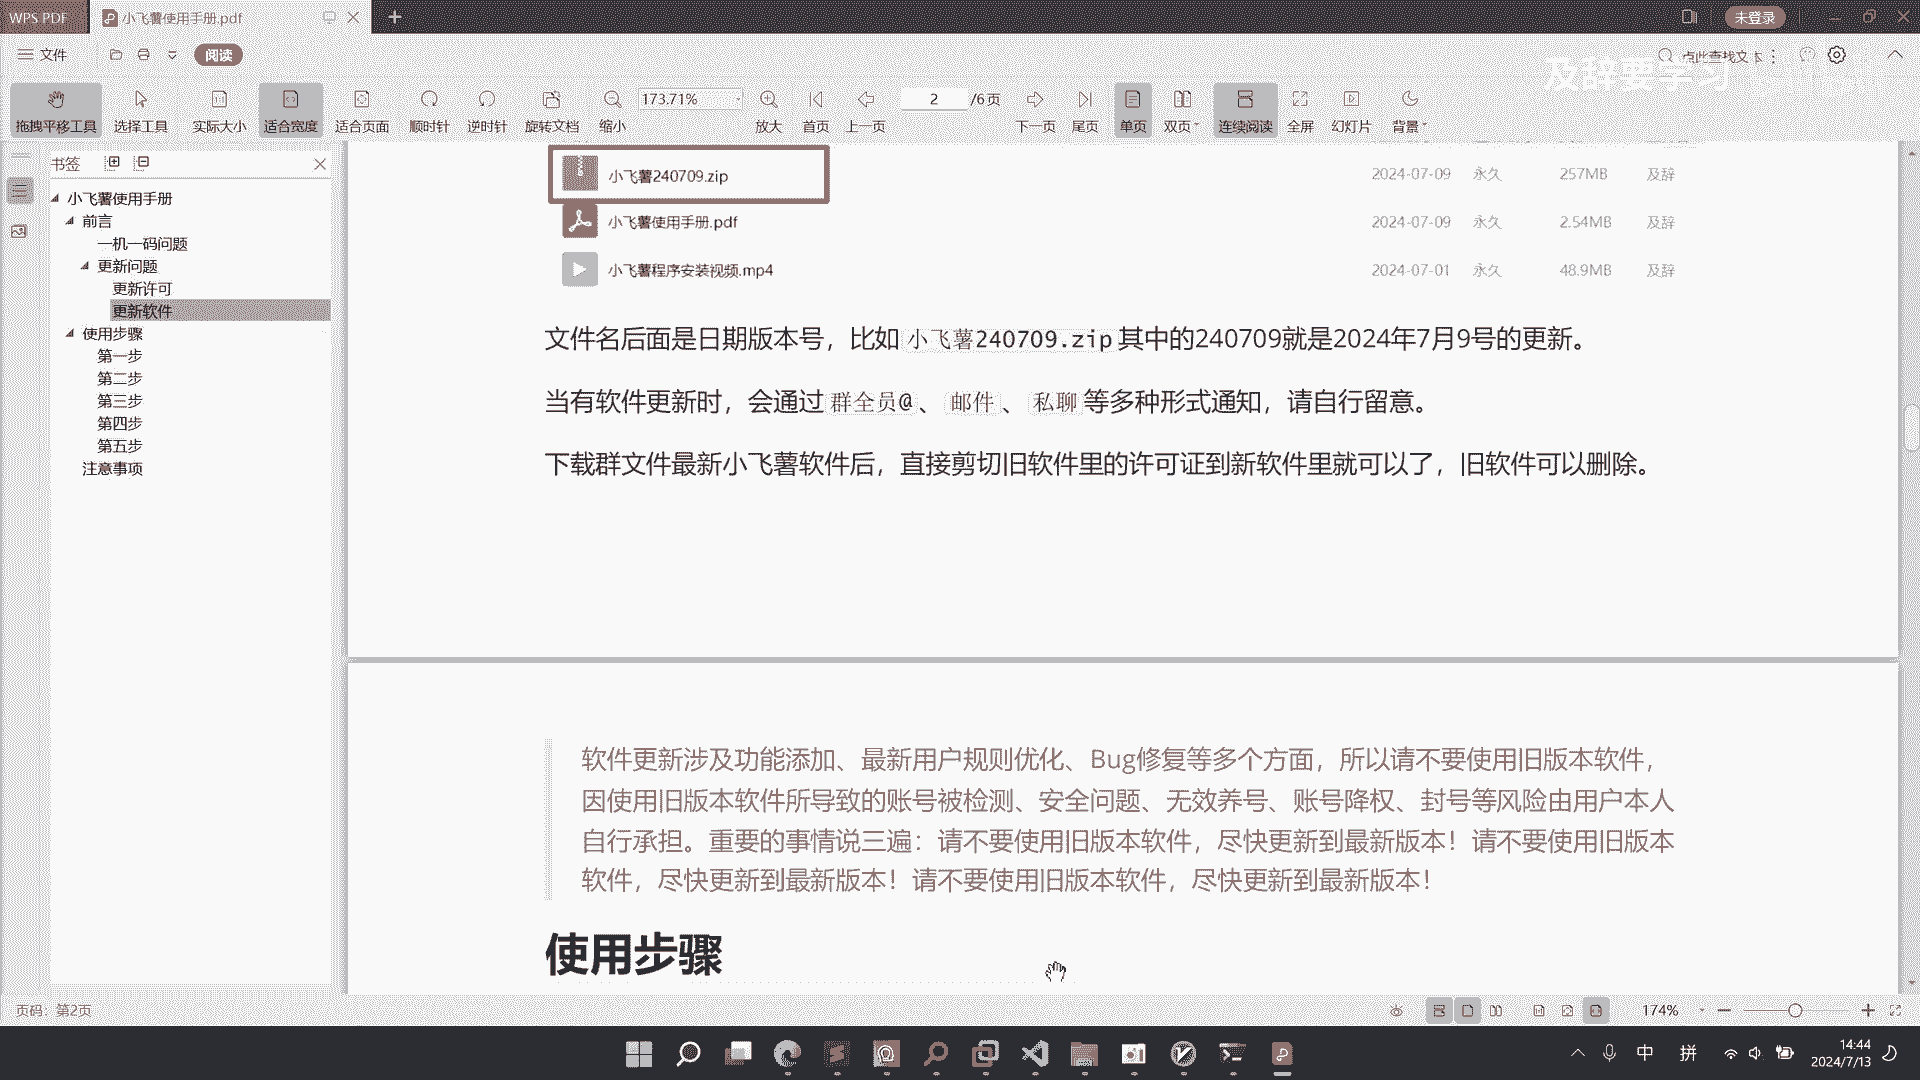 WPS PDF
小飞薯使用手册.pdf
未登录
文件
阅读
点此查找文本
及辞要学习
拖拽平移工具
选择工具
实际大小
适合宽度
适合页面
顺时针
逆时针
旋转文档
缩小
173.71%
放大
首页
上一页
2
/6页
下一页
尾页
单页
双页
连续阅读
全屏
幻灯片
背景
书签
小飞薯使用手册
前言
一机一码问题
更新问题
更新许可
更新软件
使用步骤
第一步
第二步
第三步
第四步
第五步
注意事项
小飞薯240709.zip 2024-07-09 永久 257MB 及辞
小飞薯使用手册.pdf 2024-07-09 永久 2.54MB 及辞
小飞薯程序安装视频.mp4 2024-07-01 永久 48.9MB 及辞
文件名后面是日期版本号，比如小飞薯240709.zip其中的240709就是2024年7月9号的更新。
当有软件更新时，会通过群全员@、邮件、私聊等多种形式通知，请自行留意。
下载群文件最新小飞薯软件后，直接剪切旧软件里的许可证到新软件里就可以了，旧软件可以删除。
软件更新涉及功能添加、最新用户规则优化、Bug修复等多个方面，所以请不要使用旧版本软件，
因使用旧版本软件所导致的账号被检测、安全问题、无效养号、账号降权、封号等风险由用户本人
自行承担。重要的事情说三遍：请不要使用旧版本软件，尽快更新到最新版本！请不要使用旧版本
软件，尽快更新到最新版本！请不要使用旧版本软件，尽快更新到最新版本！
使用步骤
页码：第2页
174%
中
拼
14:44
2024/7/13